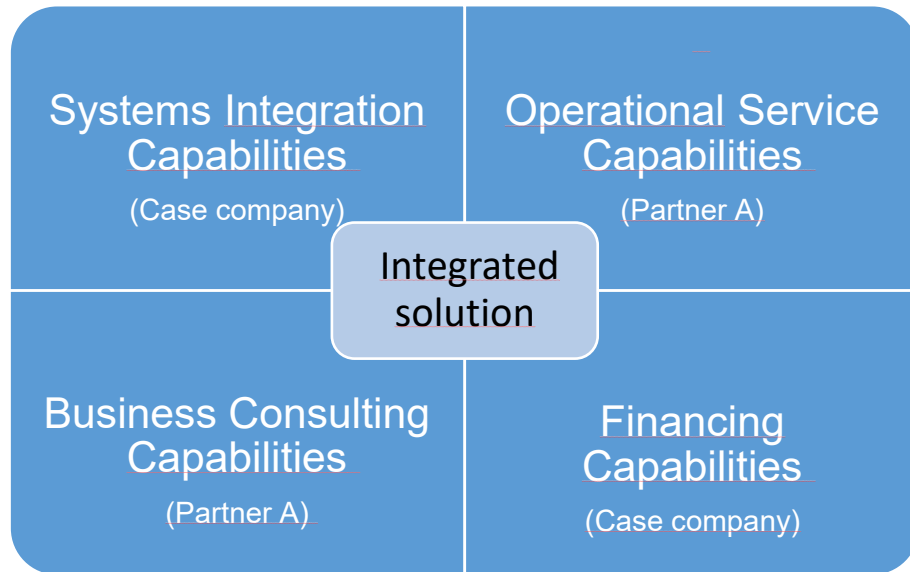 Systems Integration
Capabilities
(Case company)
Operational Service
Capabilities
(Partner A)
Integrated
solution
Business Consulting
Capabilities
(Partner A)
Financing
Capabilities
(Case company)